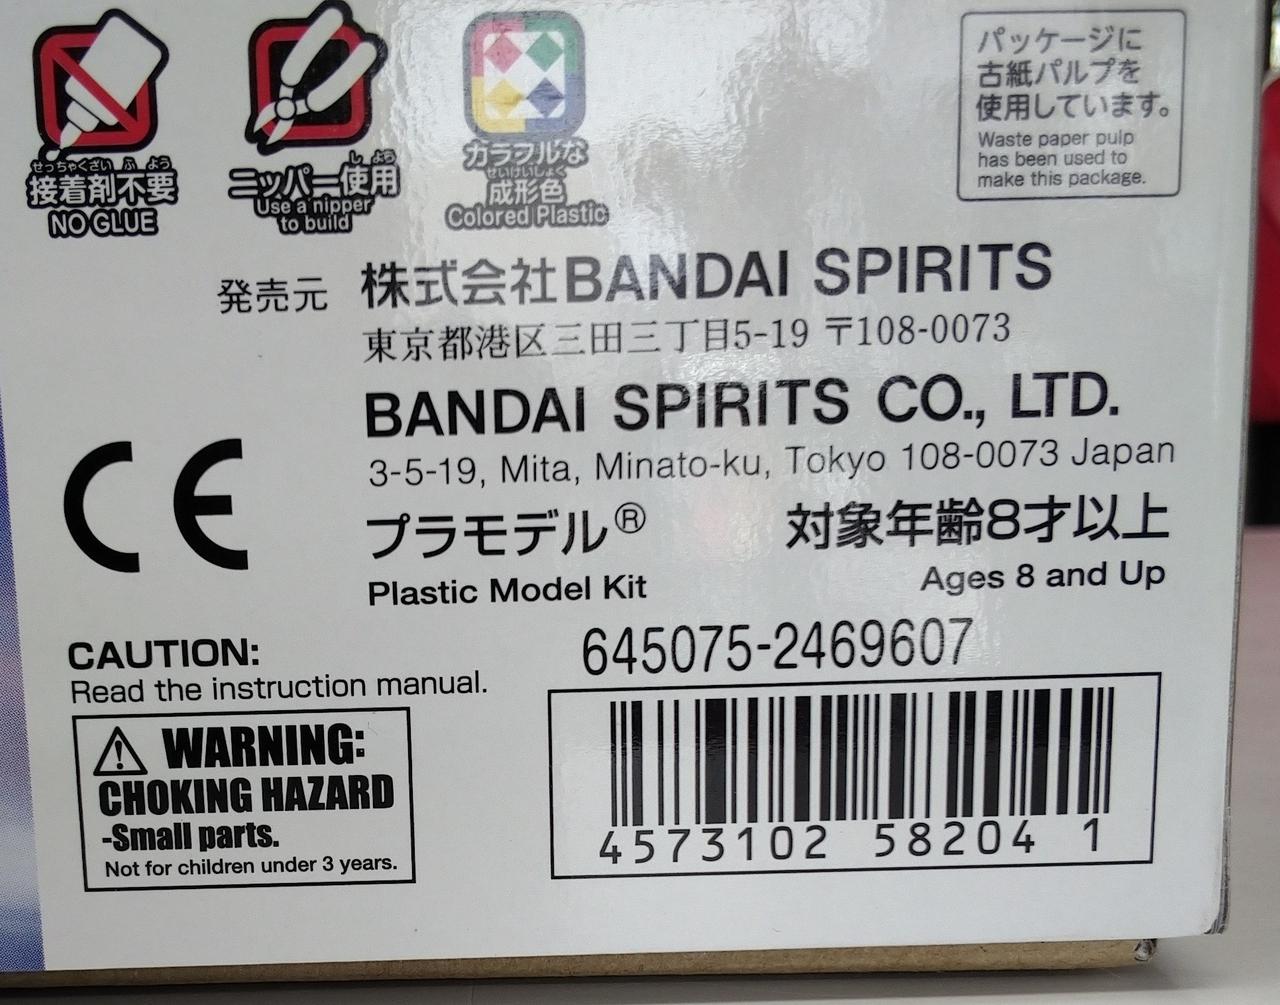 せっちゃくざい ふ よう
接着剤不要
NO GLUE
し よう
ニッパー使用
Use a nipper
to build
カラフルな
せいけいしょく
成形色
Colored Plastic
パッケージに
古紙パルプを
使用しています。
Waste paper pulp
has been used to
make this package.
発売元 株式会社BANDAI SPIRITS
東京都港区三田三丁目5-19 〒108-0073
BANDAI SPIRITS CO., LTD.
3-5-19, Mita, Minato-ku, Tokyo 108-0073 Japan
CE
プラモデル® 対象年齢8才以上
Plastic Model Kit Ages 8 and Up
CAUTION:
Read the instruction manual.
WARNING:
CHOKING HAZARD
-Small parts.
Not for children under 3 years.
645075-2469607
4573102 58204 1